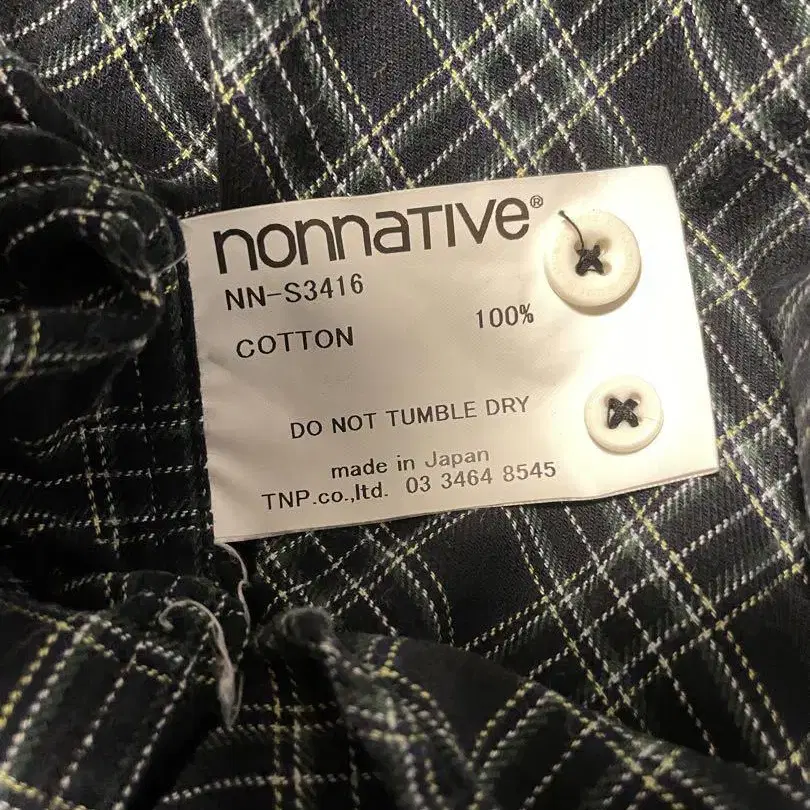 nonnaTIVe®
NN-S3416
COTTON 100%
DO NOT TUMBLE DRY
made in Japan
TNP.co.,ltd. 03 3464 8545